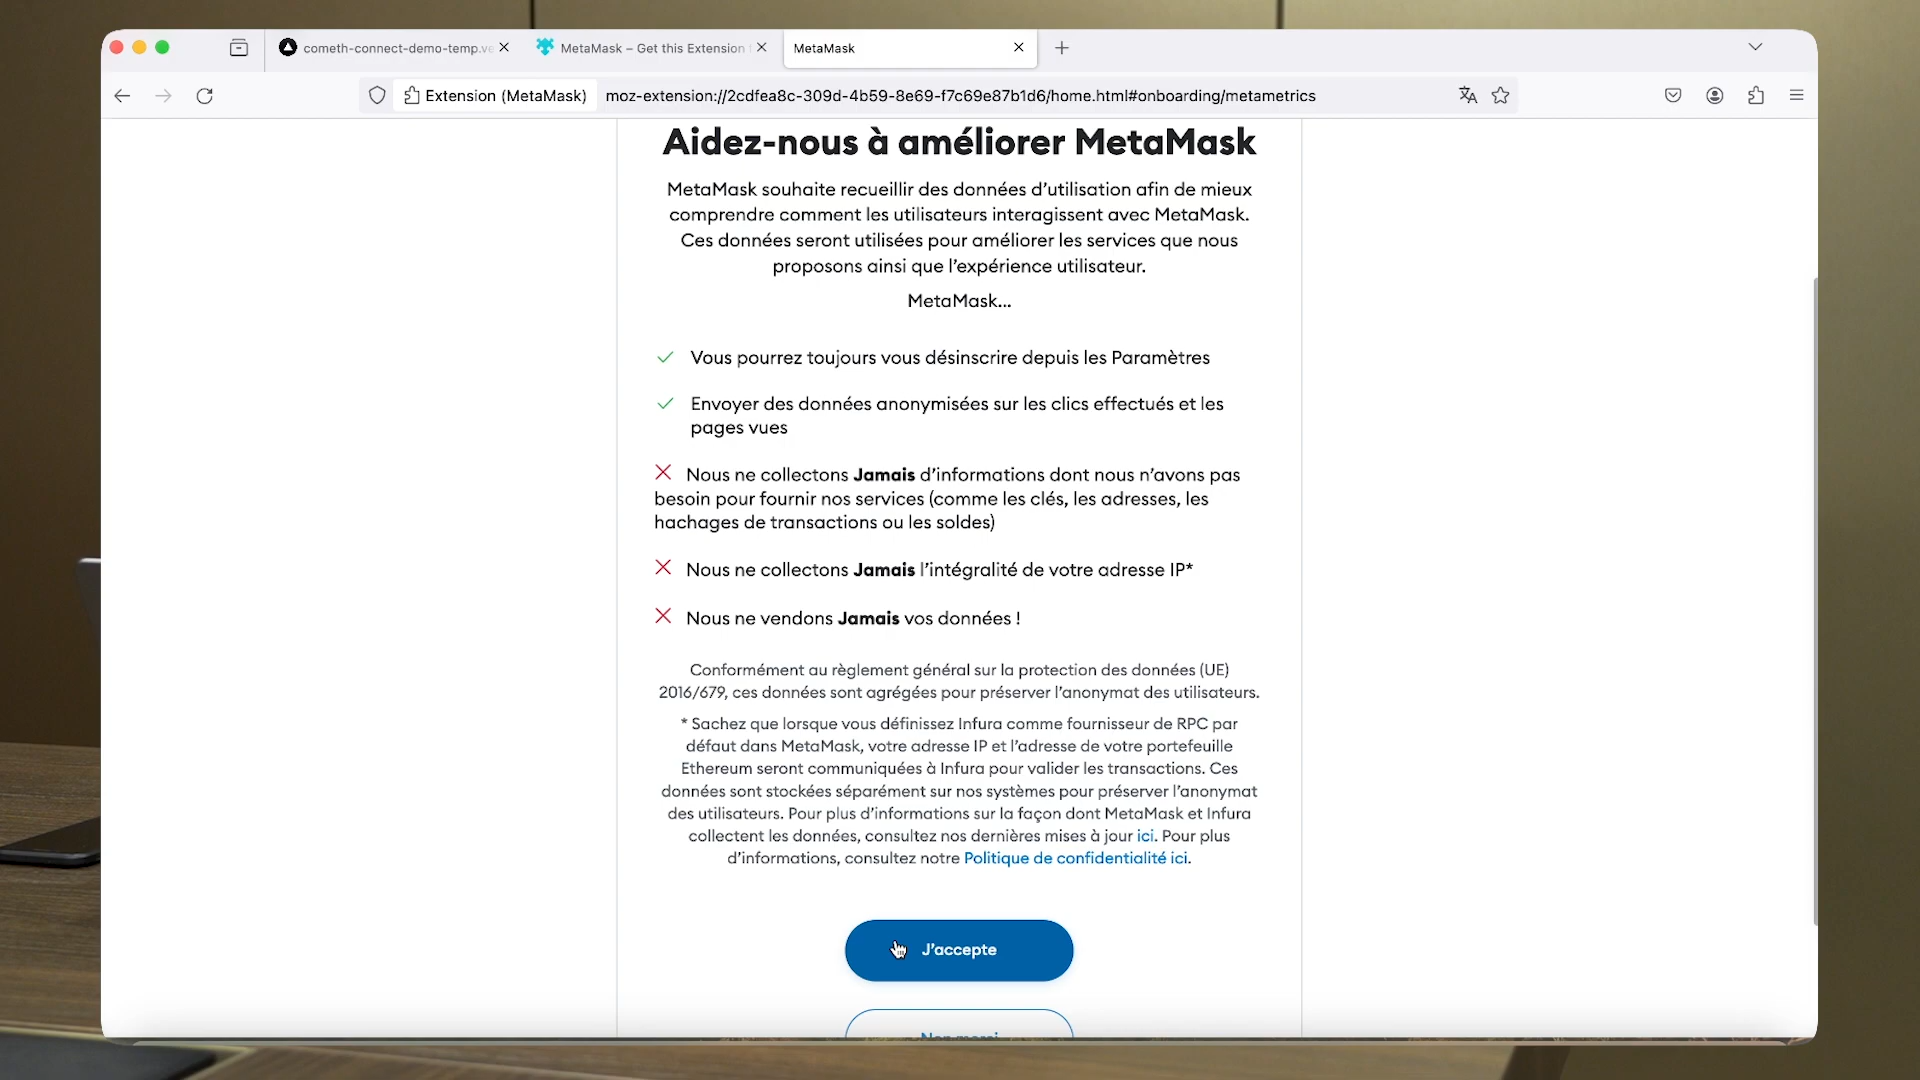 cometh-connect-demo-temp.ve
MetaMask – Get this Extension
MetaMask
Extension (MetaMask)
moz-extension://2cdfea8c-309d-4b59-8e69-f7c69e87b1d6/home.html#onboarding/metametrics
Aidez-nous à améliorer MetaMask
MetaMask souhaite recueillir des données d’utilisation afin de mieux
comprendre comment les utilisateurs interagissent avec MetaMask.
Ces données seront utilisées pour améliorer les services que nous
proposons ainsi que l’expérience utilisateur.
MetaMask...
Vous pourrez toujours vous désinscrire depuis les Paramètres
Envoyer des données anonymisées sur les clics effectués et les
pages vues
Nous ne collectons Jamais d’informations dont nous n’avons pas
besoin pour fournir nos services (comme les clés, les adresses, les
hachages de transactions ou les soldes)
Nous ne collectons Jamais l’intégralité de votre adresse IP*
Nous ne vendons Jamais vos données !
Conformément au règlement général sur la protection des données (UE)
2016/679, ces données sont agrégées pour préserver l’anonymat des utilisateurs.
* Sachez que lorsque vous définissez Infura comme fournisseur de RPC par
défaut dans MetaMask, votre adresse IP et l’adresse de votre portefeuille
Ethereum seront communiquées à Infura pour valider les transactions. Ces
données sont stockées séparément sur nos systèmes pour préserver l’anonymat
des utilisateurs. Pour plus d’informations sur la façon dont MetaMask et Infura
collectent les données, consultez nos dernières mises à jour ici. Pour plus
d’informations, consultez notre Politique de confidentialité ici.
J’accepte
Non merci